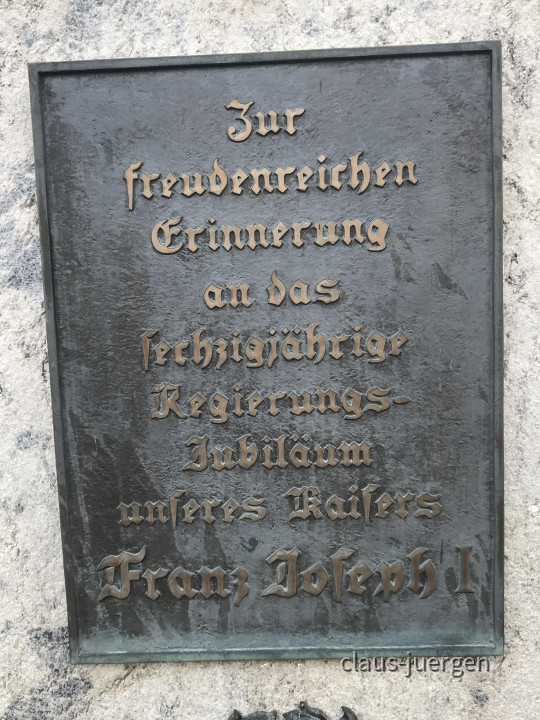 Zur
freudenreichen
Erinnerung
an das
sechzigjährige
Regierungs-
Jubiläum
unseres Kaisers
Franz Joseph I
claus-juergen